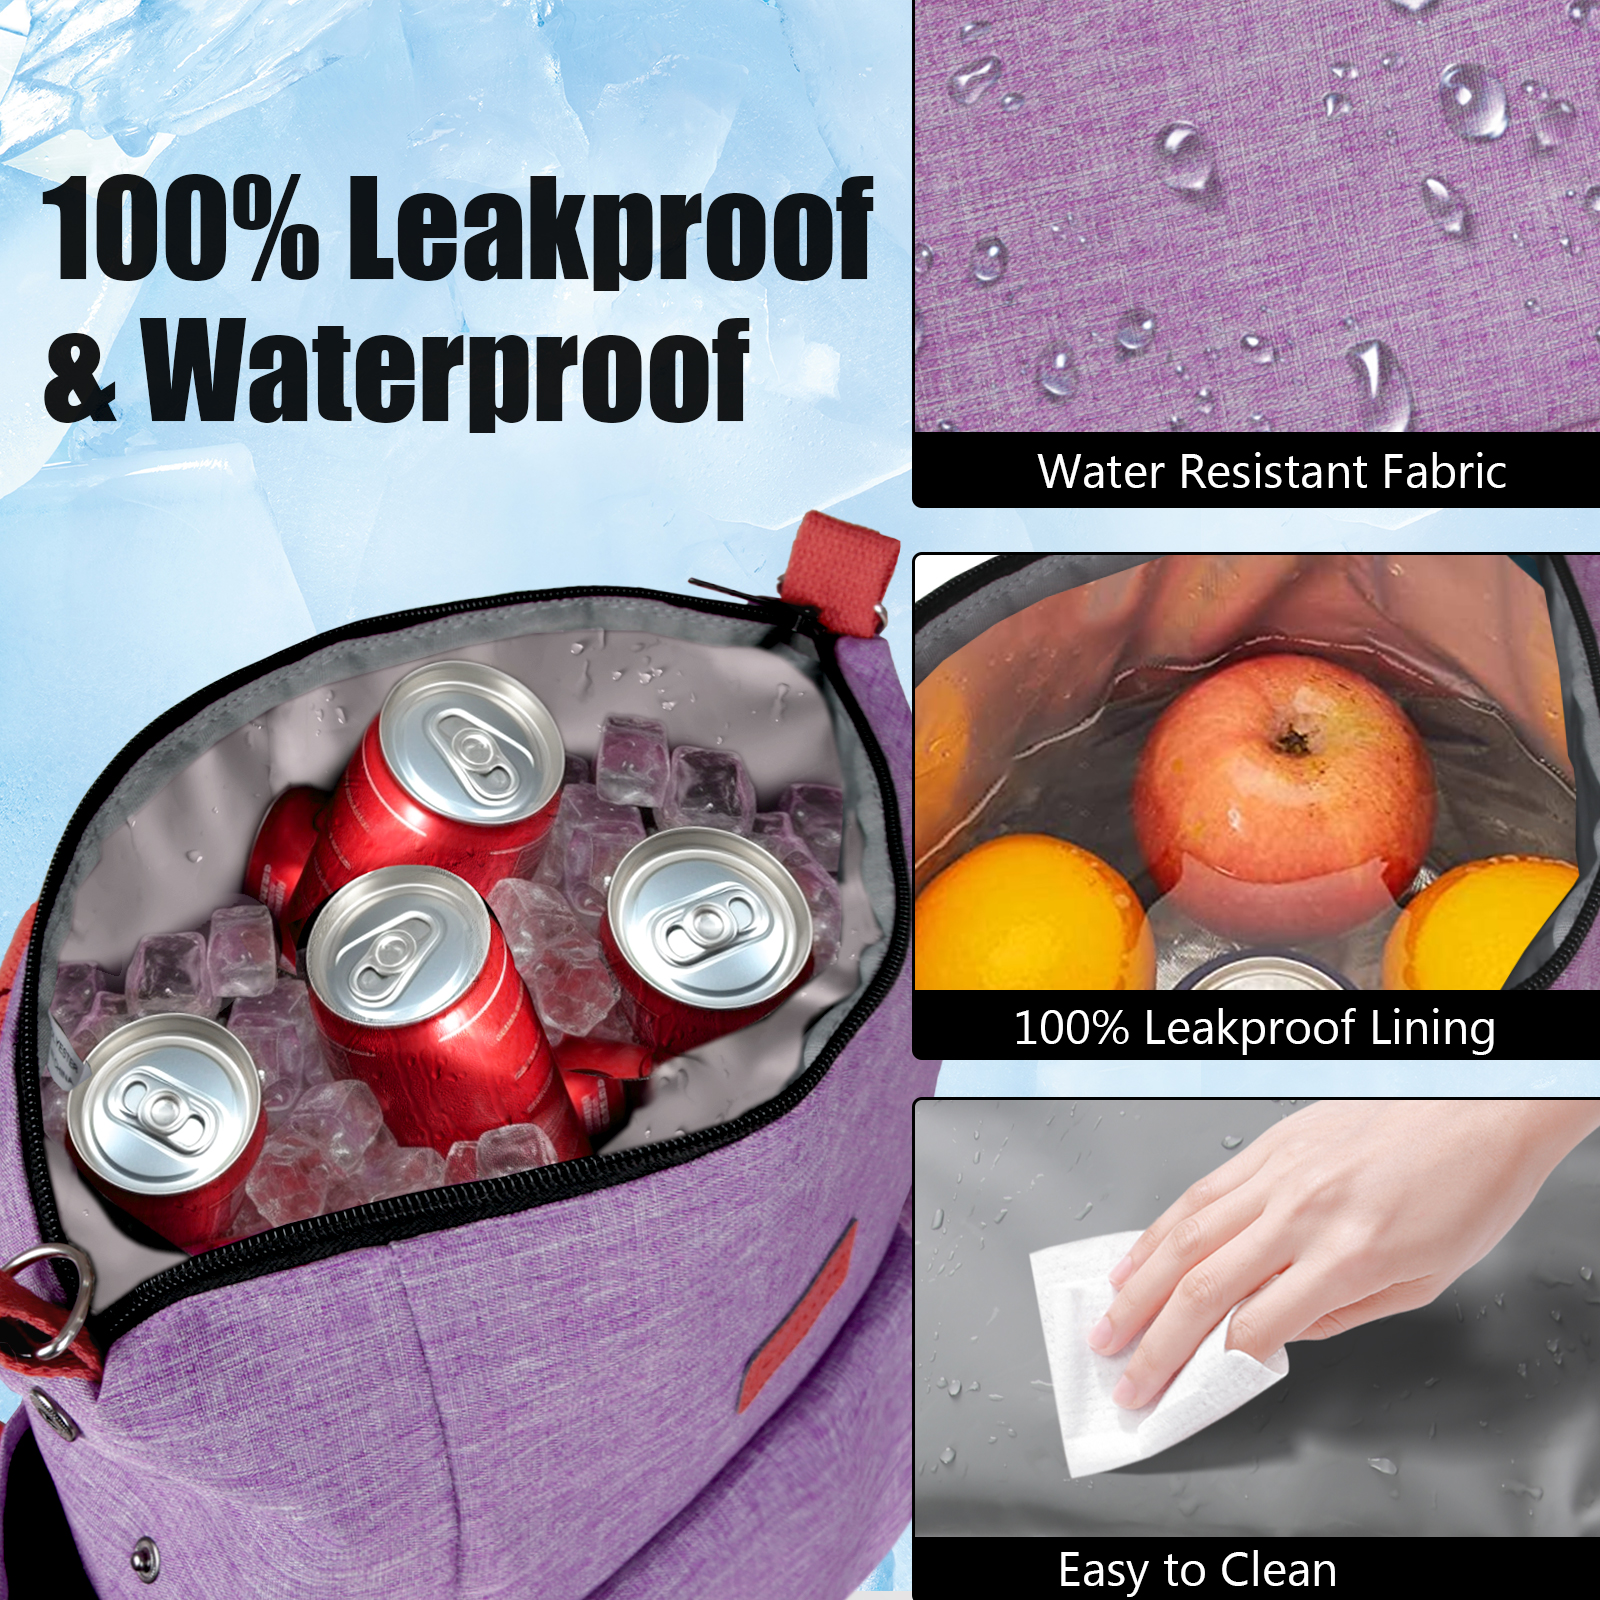 100% Leakproof
& Waterproof
Water Resistant Fabric
100% Leakproof Lining
Easy to Clean